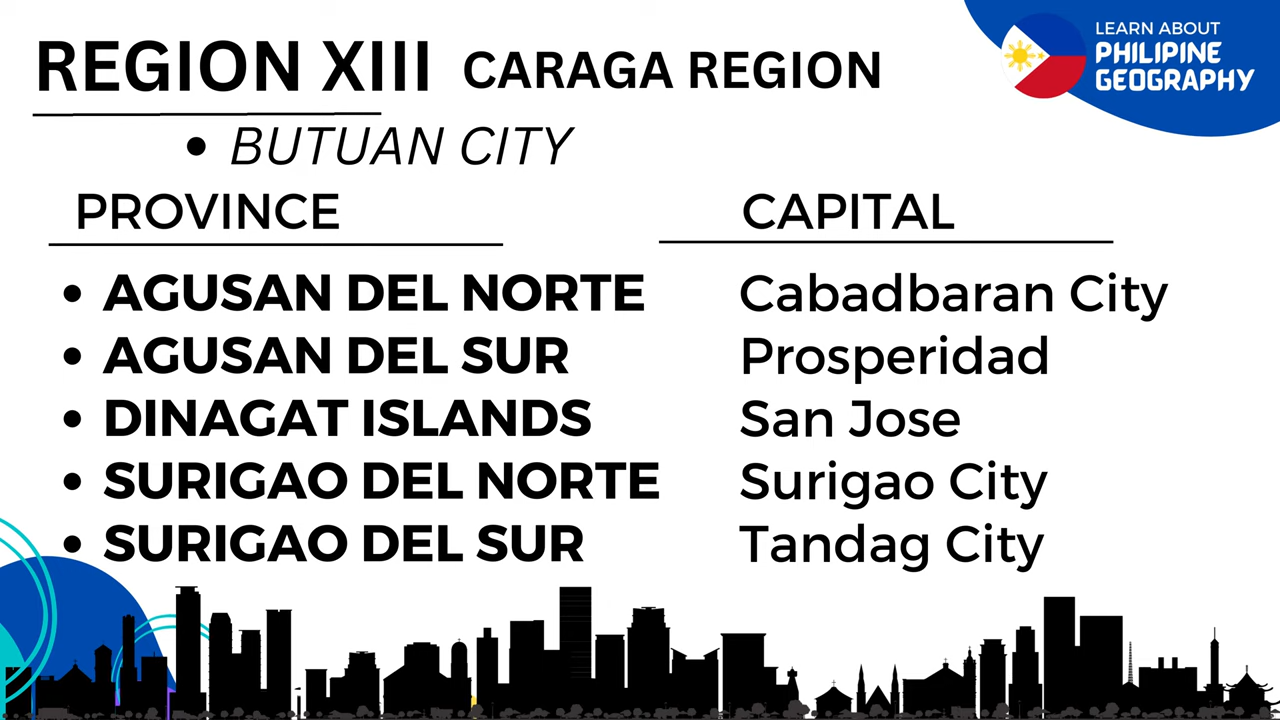 REGION XIII CARAGA REGION
LEARN ABOUT
PHILIPINE
GEOGRAPHY
• BUTUAN CITY
PROVINCE CAPITAL
• AGUSAN DEL NORTE Cabadbaran City
• AGUSAN DEL SUR Prosperidad
• DINAGAT ISLANDS San Jose
• SURIGAO DEL NORTE Surigao City
• SURIGAO DEL SUR Tandag City